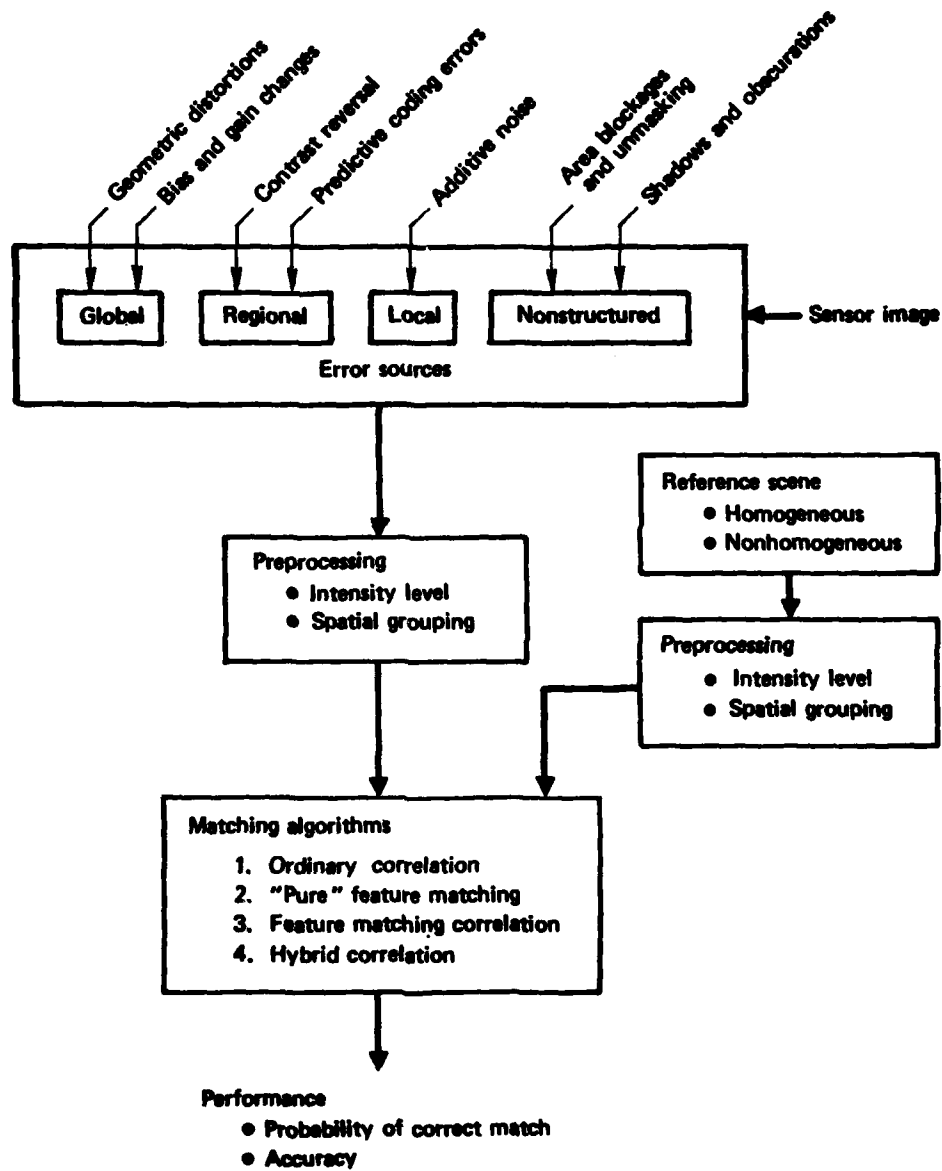 Geometric distortions
Bias and gain changes
Contrast reversal
Predictive coding errors
Additive noise
Area blockages
and unmasking
Shadows and obscurations
Global
Regional
Local
Nonstructured
Sensor image
Error sources
Reference scene
● Homogeneous
● Nonhomogeneous
Preprocessing
● Intensity level
● Spatial grouping
Preprocessing
● Intensity level
● Spatial grouping
Matching algorithms
1. Ordinary correlation
2. "Pure" feature matching
3. Feature matching correlation
4. Hybrid correlation
Performance
● Probability of correct match
● Accuracy